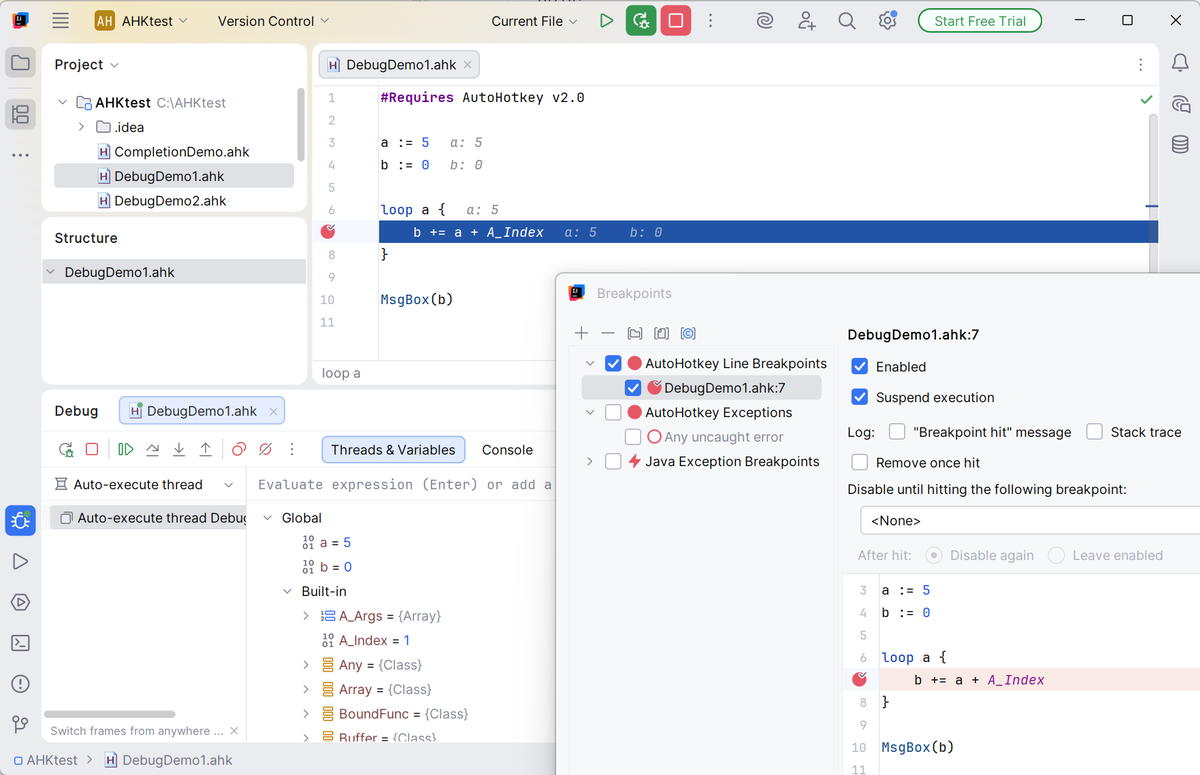 AH AHKtest Version Control Current File Start Free Trial
Project
AHKtest C:\AHKtest
.idea
CompletionDemo.ahk
DebugDemo1.ahk
DebugDemo2.ahk
Structure
DebugDemo1.ahk
DebugDemo1.ahk
1 #Requires AutoHotkey v2.0
2
3 a := 5 a: 5
4 b := 0 b: 0
5
6 loop a { a: 5
b += a + A_Index a: 5 b: 0
8 }
9
10 MsgBox(b)
11
loop a
Debug DebugDemo1.ahk
Threads & Variables Console
Auto-execute thread
Evaluate expression (Enter) or add a
Auto-execute thread Debug
Global
a = 5
b = 0
Built-in
A_Args = {Array}
A_Index = 1
Any = {Class}
Array = {Class}
BoundFunc = {Class}
Buffer = {Class}
Switch frames from anywhere ...
AHKtest DebugDemo1.ahk
Breakpoints
AutoHotkey Line Breakpoints
DebugDemo1.ahk:7
AutoHotkey Exceptions
Any uncaught error
Java Exception Breakpoints
DebugDemo1.ahk:7
Enabled
Suspend execution
Log: "Breakpoint hit" message Stack trace
Remove once hit
Disable until hitting the following breakpoint:
<None>
After hit: Disable again Leave enabled
3 a := 5
4 b := 0
5
6 loop a {
b += a + A_Index
8 }
9
10 MsgBox(b)
11